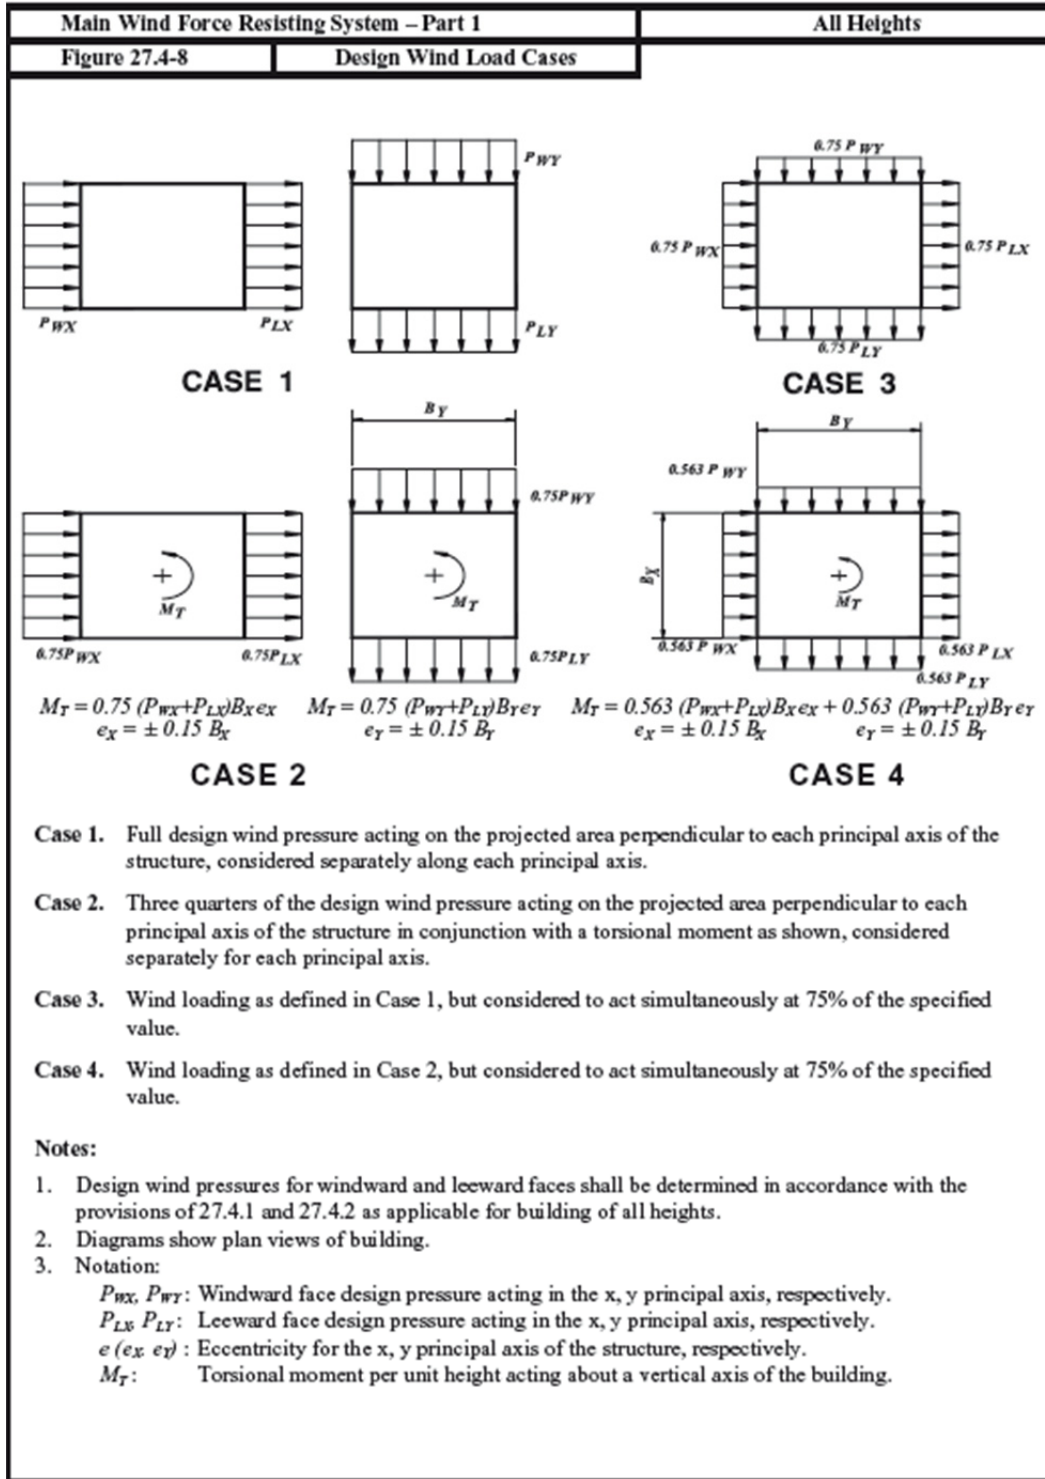 Main Wind Force Resisting System – Part 1
All Heights
Figure 27.4-8
Design Wind Load Cases
P WY
P WX
P LX
P LY
CASE 1
0.75 P WY
0.75 P WX
0.75 P LX
0.75 P LY
CASE 3
B Y
0.75P WY
M T
M T
0.75P WX
0.75P LX
0.75P LY
M T = 0.75 (P WX +P LX )B X e X
e X = ± 0.15 B X
M T = 0.75 (P WY +P LY )B Y e Y
e Y = ± 0.15 B Y
CASE 2
B Y
0.563 P WY
B X
M T
0.563 P WX
0.563 P LX
0.563 P LY
M T = 0.563 (P WX +P LX )B X e X + 0.563 (P WY +P LY )B Y e Y
e X = ± 0.15 B X
e Y = ± 0.15 B Y
CASE 4
Case 1. Full design wind pressure acting on the projected area perpendicular to each principal axis of the
structure, considered separately along each principal axis.
Case 2. Three quarters of the design wind pressure acting on the projected area perpendicular to each
principal axis of the structure in conjunction with a torsional moment as shown, considered
separately for each principal axis.
Case 3. Wind loading as defined in Case 1, but considered to act simultaneously at 75% of the specified
value.
Case 4. Wind loading as defined in Case 2, but considered to act simultaneously at 75% of the specified
value.
Notes:
1. Design wind pressures for windward and leeward faces shall be determined in accordance with the
provisions of 27.4.1 and 27.4.2 as applicable for building of all heights.
2. Diagrams show plan views of building.
3. Notation:
P WX, P WY : Windward face design pressure acting in the x, y principal axis, respectively.
P LX, P LY : Leeward face design pressure acting in the x, y principal axis, respectively.
e (e X, e Y) : Eccentricity for the x, y principal axis of the structure, respectively.
M T : Torsional moment per unit height acting about a vertical axis of the building.